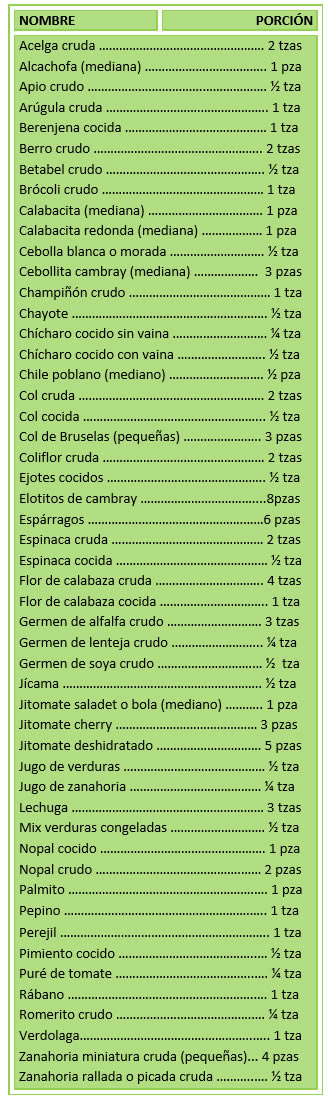 NOMBRE PORCIÓN
Acelga cruda ........................................ 2 tzas
Alcachofa (mediana) .............................. 1 pza
Apio crudo ............................................ ½ tza
Arúgula cruda ........................................ 1 tza
Berenjena cocida ................................... 1 tza
Berro crudo .......................................... 2 tzas
Betabel crudo ........................................ ½ tza
Brócoli crudo ........................................ 1 tza
Calabacita (mediana) ............................ 1 pza
Calabacita redonda (mediana) ............... 1 pza
Cebolla blanca o morada ....................... ½ tza
Cebollita cambray (mediana) ................ 3 pzas
Champiñón crudo .................................. 1 tza
Chayote ................................................ ½ tza
Chícharo cocido sin vaina ...................... ¼ tza
Chícharo cocido con vaina ..................... ½ tza
Chile poblano (mediano) ....................... ½ pza
Col cruda .............................................. 2 tzas
Col cocida ............................................. ½ tza
Col de Bruselas (pequeñas) ................... 3 pzas
Coliflor cruda ........................................ 2 tzas
Ejotes cocidos ....................................... ½ tza
Elotitos de cambray ..............................8pzas
Espárragos ...........................................6 pzas
Espinaca cruda ..................................... 2 tzas
Espinaca cocida .................................... ½ tza
Flor de calabaza cruda .......................... 4 tzas
Flor de calabaza cocida ......................... 1 tza
Germen de alfalfa crudo ........................ 3 tzas
Germen de lenteja crudo ....................... ¼ tza
Germen de soya crudo .......................... ½ tza
Jícama ................................................. ½ tza
Jitomate saladet o bola (mediano) ......... 1 pza
Jitomate cherry .................................... 3 pzas
Jitomate deshidratado .......................... 5 pzas
Jugo de verduras ................................... ½ tza
Jugo de zanahoria ................................. ¼ tza
Lechuga ............................................... 3 tzas
Mix verduras congeladas ....................... ½ tza
Nopal cocido ......................................... 1 pza
Nopal crudo .......................................... 2 pzas
Palmito ................................................. 1 pza
Pepino .................................................. 1 tza
Perejil ................................................... 1 tza
Pimiento cocido .................................... ½ tza
Puré de tomate ..................................... ¼ tza
Rábano ................................................. 1 tza
Romerito crudo ..................................... ¼ tza
Verdolaga.............................................. 1 tza
Zanahoria miniatura cruda (pequeñas)... 4 pzas
Zanahoria rallada o picada cruda ............... ½ tza